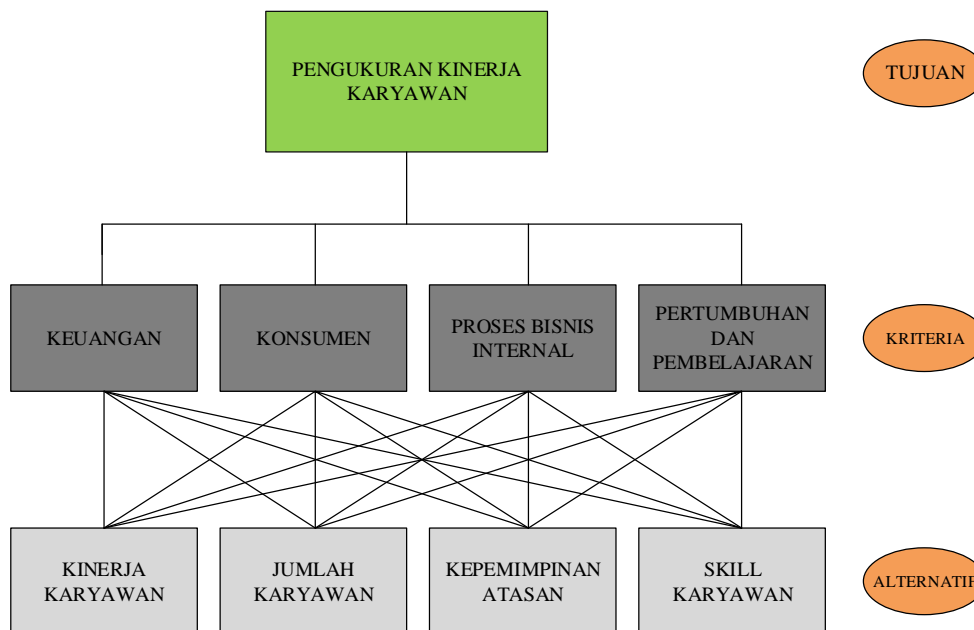 PENGUKURAN KINERJA
KARYAWAN
TUJUAN
KEUANGAN
KONSUMEN
PROSES BISNIS
INTERNAL
PERTUMBUHAN
DAN
PEMBELAJARAN
KRITERIA
KINERJA
KARYAWAN
JUMLAH
KARYAWAN
KEPEMIMPINAN
ATASAN
SKILL
KARYAWAN
ALTERNATIF